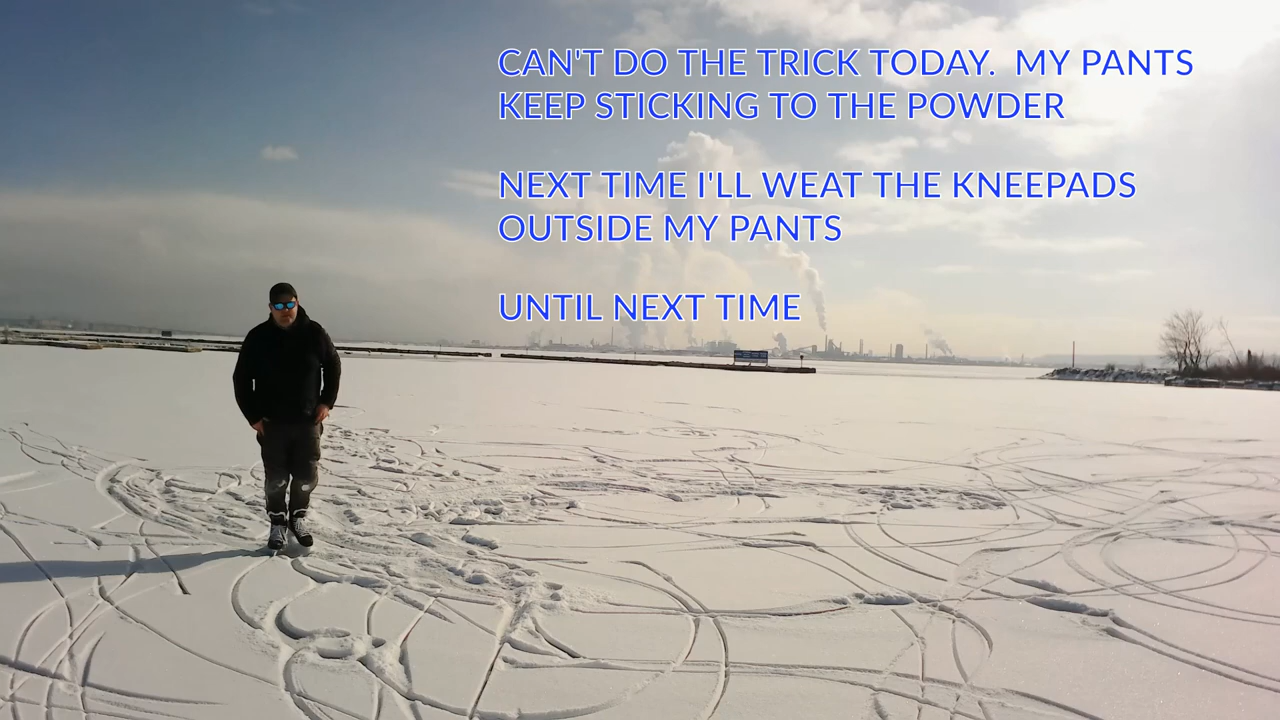 CAN'T DO THE TRICK TODAY.  MY PANTS
KEEP STICKING TO THE POWDER
NEXT TIME I'LL WEAT THE KNEEPADS
OUTSIDE MY PANTS
UNTIL NEXT TIME